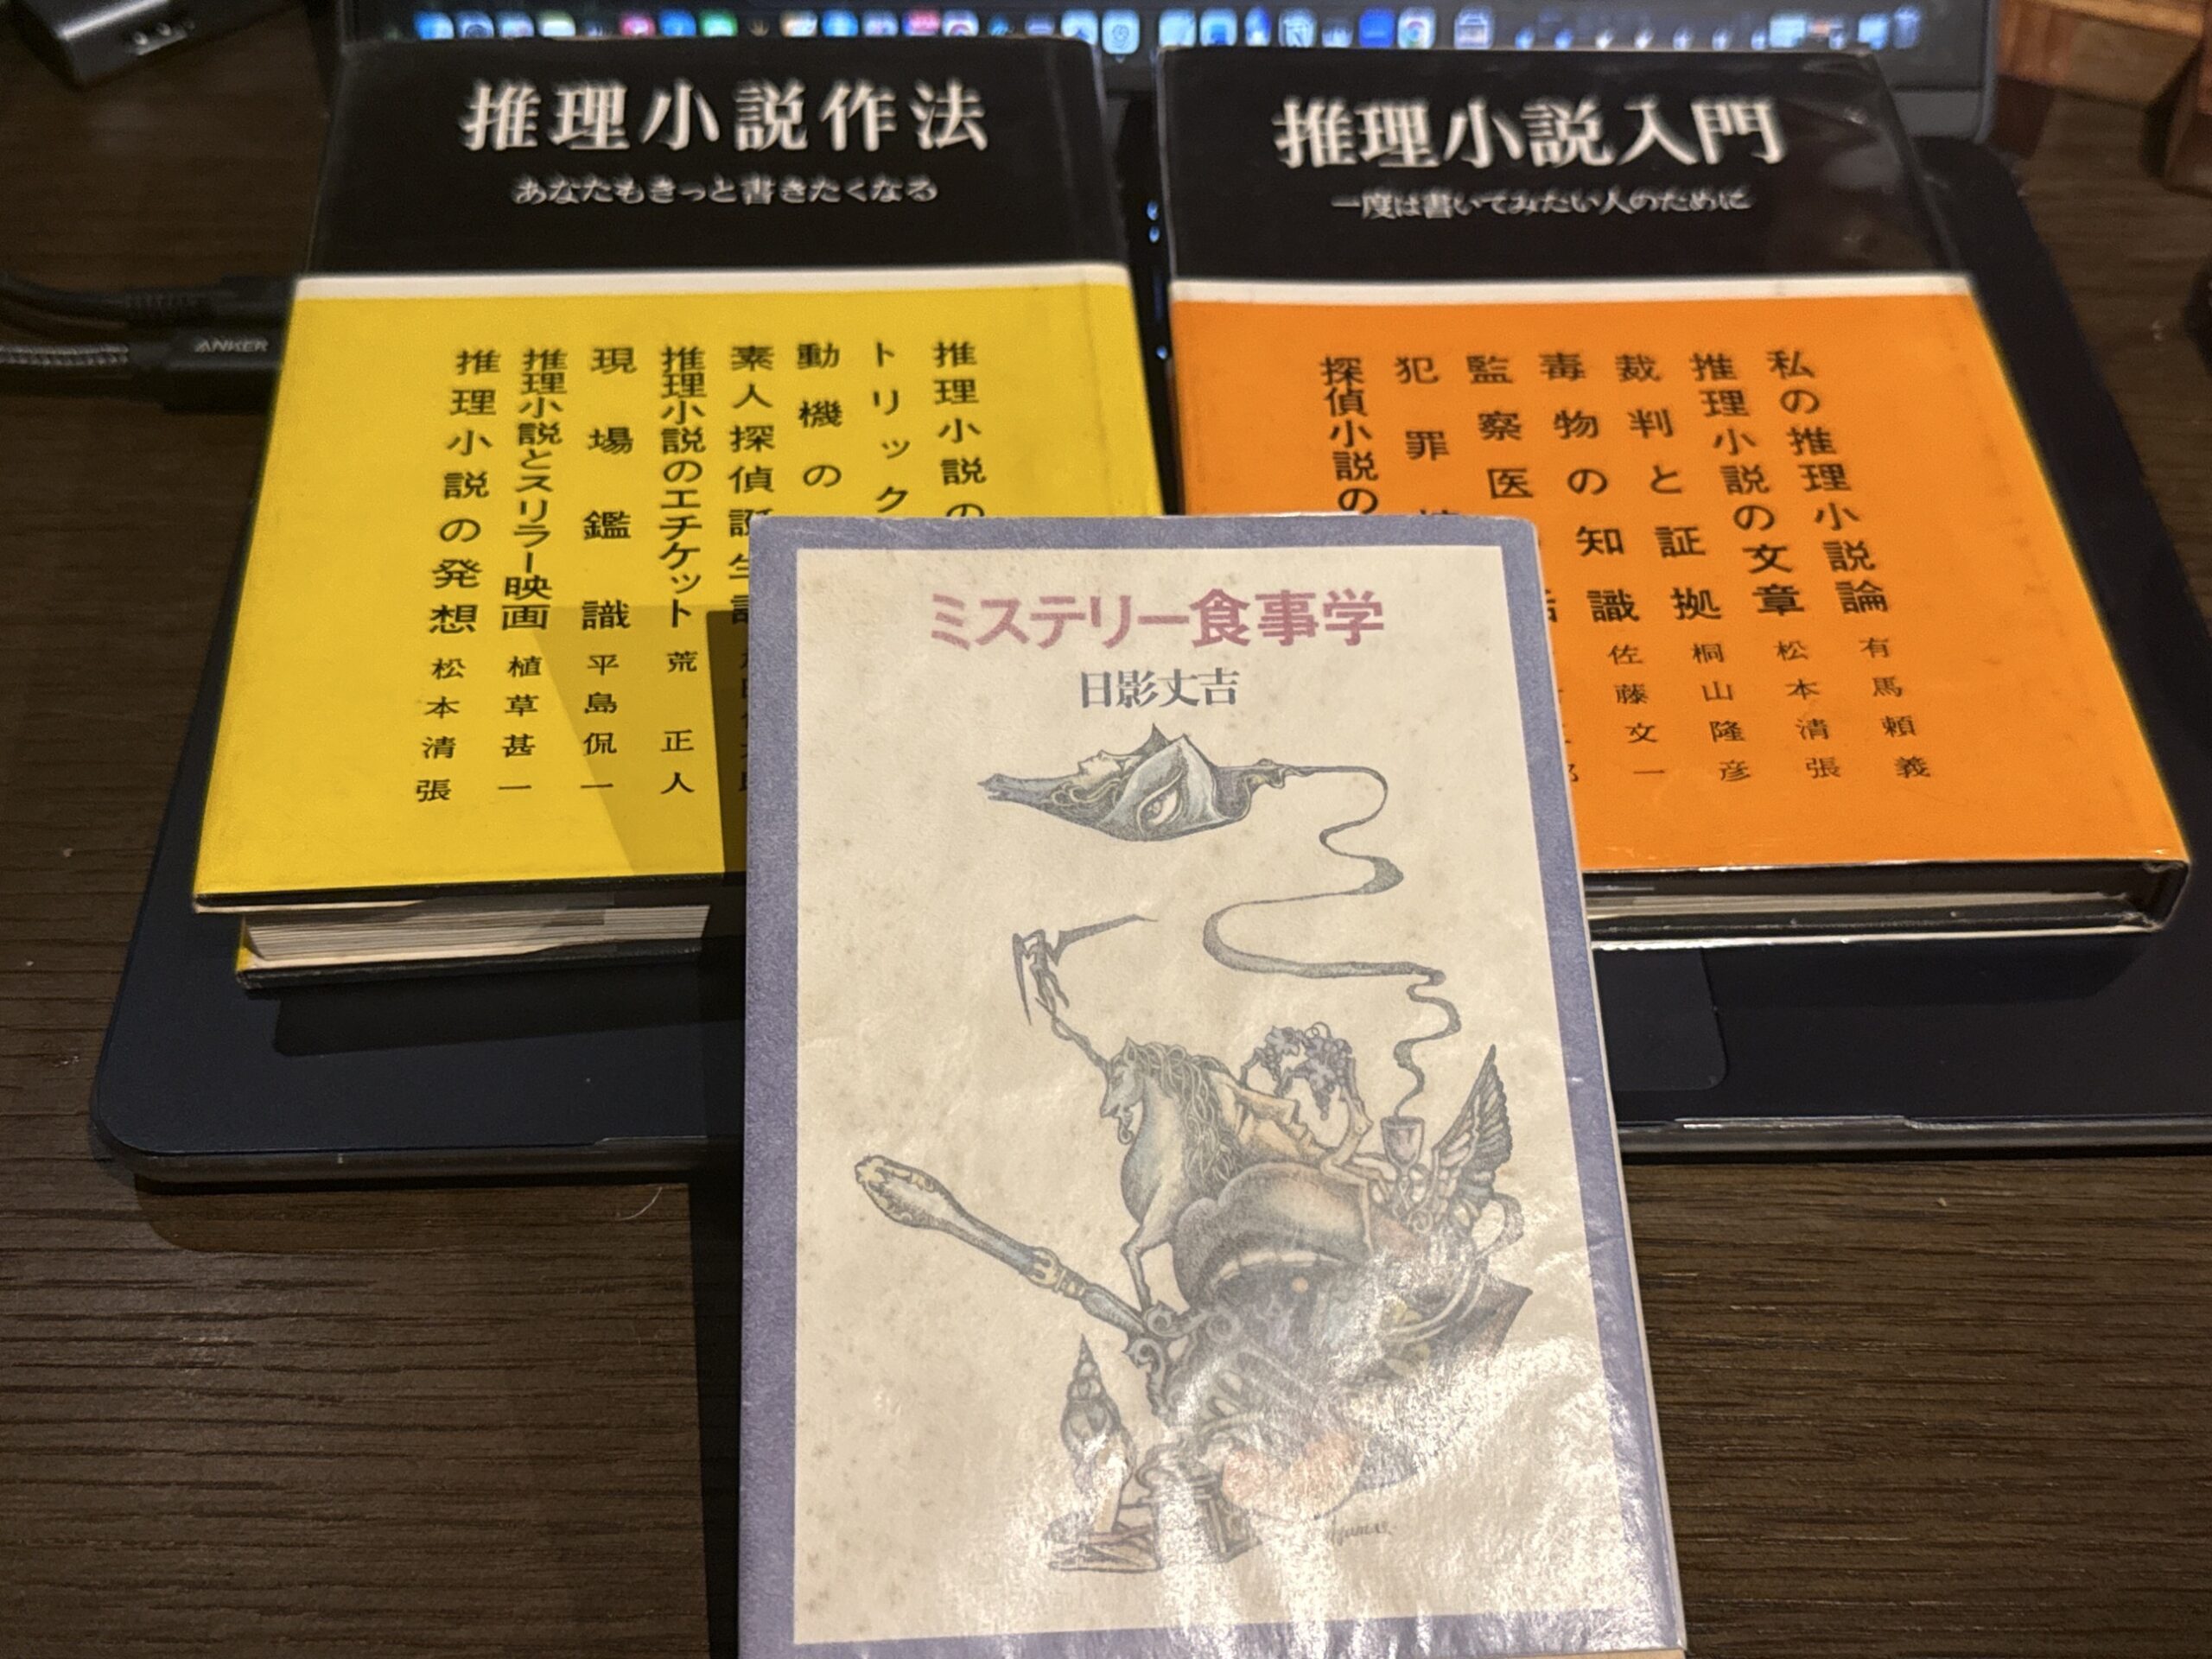 推理小説作法
あなたもきっと書きたくなる
推理小説の
トリック
動機の
素人探偵誕生
推理小説のエチケット 荒正人
現場鑑識 平島侃一
推理小説とスリラー映画 植草甚一
推理小説の発想 松本清張
推理小説入門
一度は書いてみたい人のために
私の推理小説論 有馬頼義
推理小説の文章 松本清張
裁判と証拠 桐山隆彦
毒物の知識 佐藤文一
監察医
犯罪
探偵小説の
ミステリー食事学
日影丈吉
ANKER